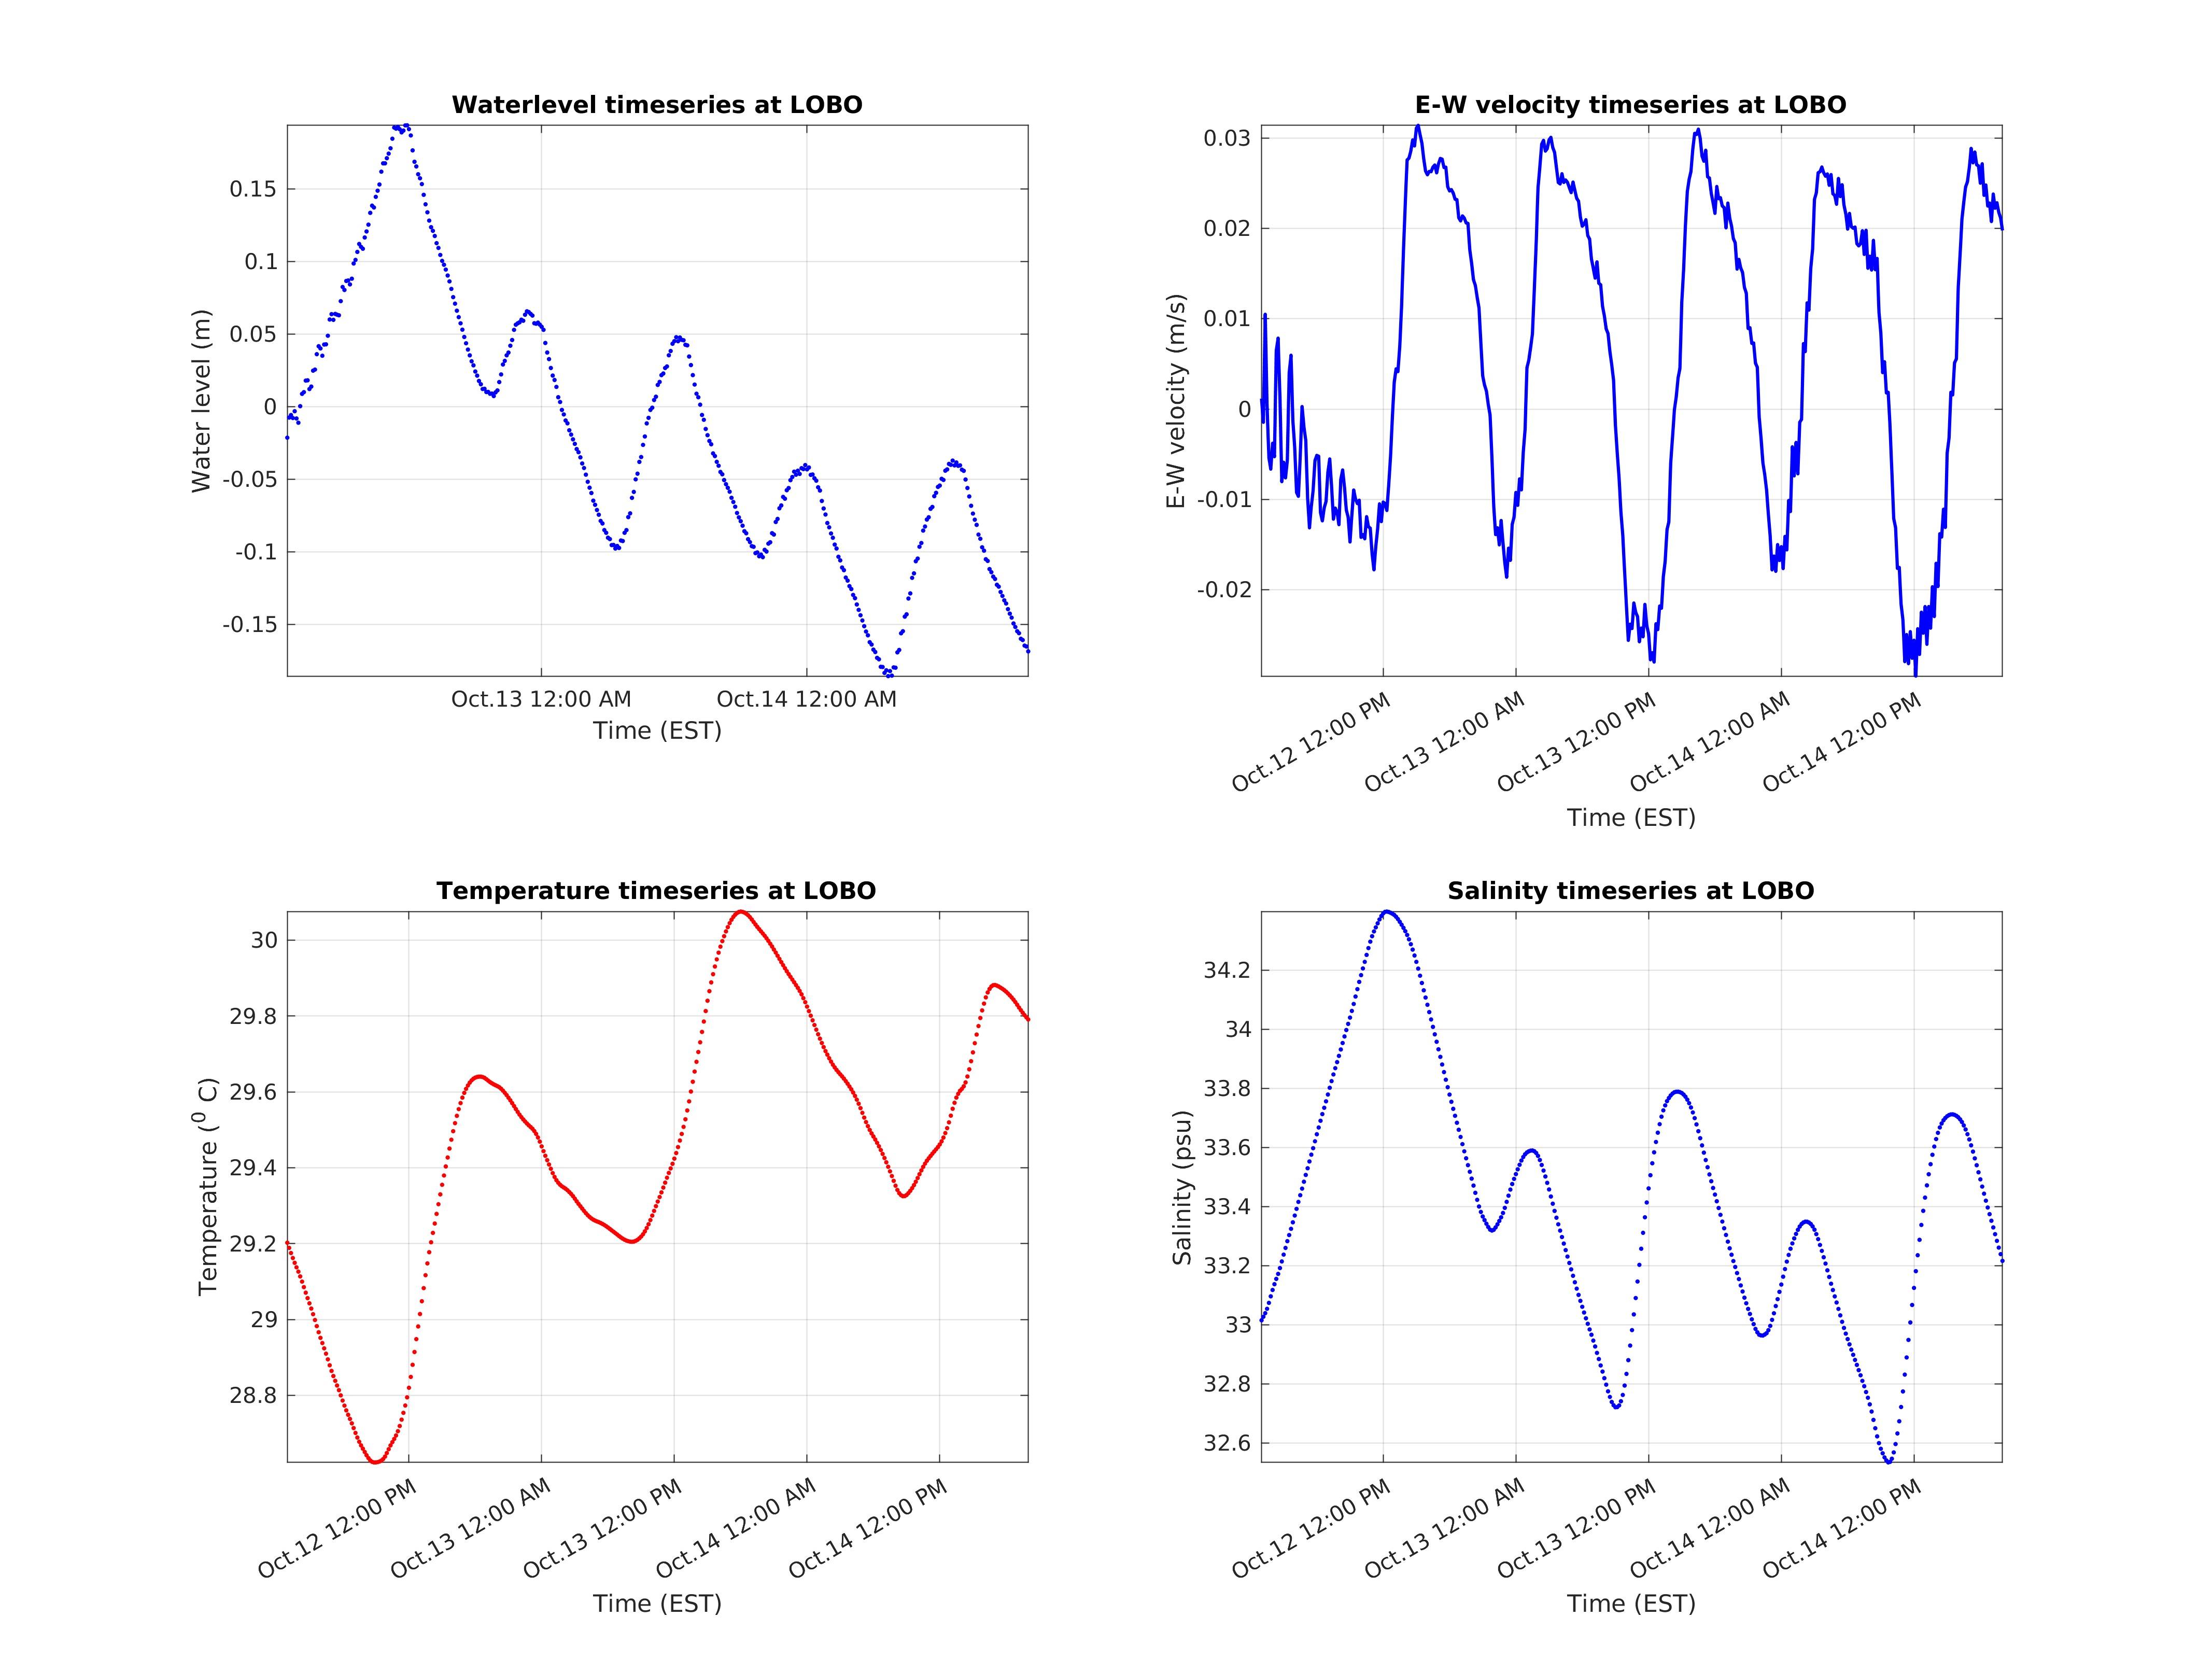 Waterlevel timeseries at LOBO
0.15
0.1
0.05
0
-0.05
-0.1
-0.15
Water level (m)
Oct.13 12:00 AM
Oct.14 12:00 AM
Time (EST)
E-W velocity timeseries at LOBO
0.03
0.02
0.01
0
-0.01
-0.02
E-W velocity (m/s)
Oct.12 12:00 PM
Oct.13 12:00 AM
Oct.13 12:00 PM
Oct.14 12:00 AM
Oct.14 12:00 PM
Time (EST)
Temperature timeseries at LOBO
30
29.8
29.6
29.4
29.2
29
28.8
Temperature (⁰ C)
Oct.12 12:00 PM
Oct.13 12:00 AM
Oct.13 12:00 PM
Oct.14 12:00 AM
Oct.14 12:00 PM
Time (EST)
Salinity timeseries at LOBO
34.2
34
33.8
33.6
33.4
33.2
33
32.8
32.6
Salinity (psu)
Oct.12 12:00 PM
Oct.13 12:00 AM
Oct.13 12:00 PM
Oct.14 12:00 AM
Oct.14 12:00 PM
Time (EST)